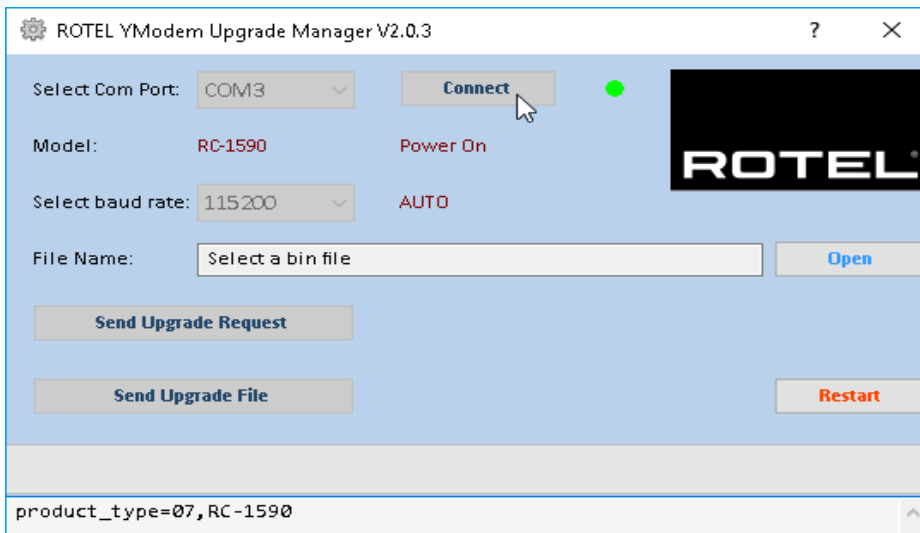 ROTEL YModem Upgrade Manager V2.0.3 ?
Select Com Port: COM3 Connect
ROTEL
Model: RC-1590 Power On
Select baud rate: 115200 AUTO
File Name: Select a bin file Open
Send Upgrade Request
Send Upgrade File Restart
product_type=07,RC-1590